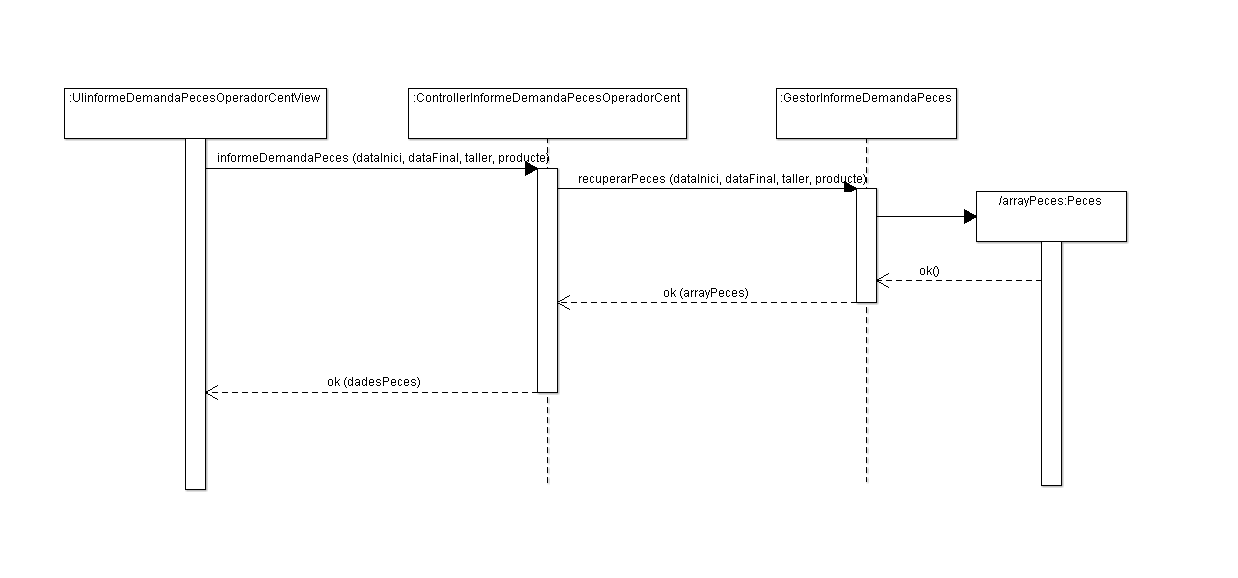 :UIinformeDemandaPecesOperadorCentView
:ControllerInformeDemandaPecesOperadorCent
:GestorInformeDemandaPeces
informeDemandaPeces (dataInici, dataFinal, taller, producte)
recuperarPeces (dataInici, dataFinal, taller, producte)
/arrayPeces:Peces
ok()
ok (arrayPeces)
ok (dadesPeces)